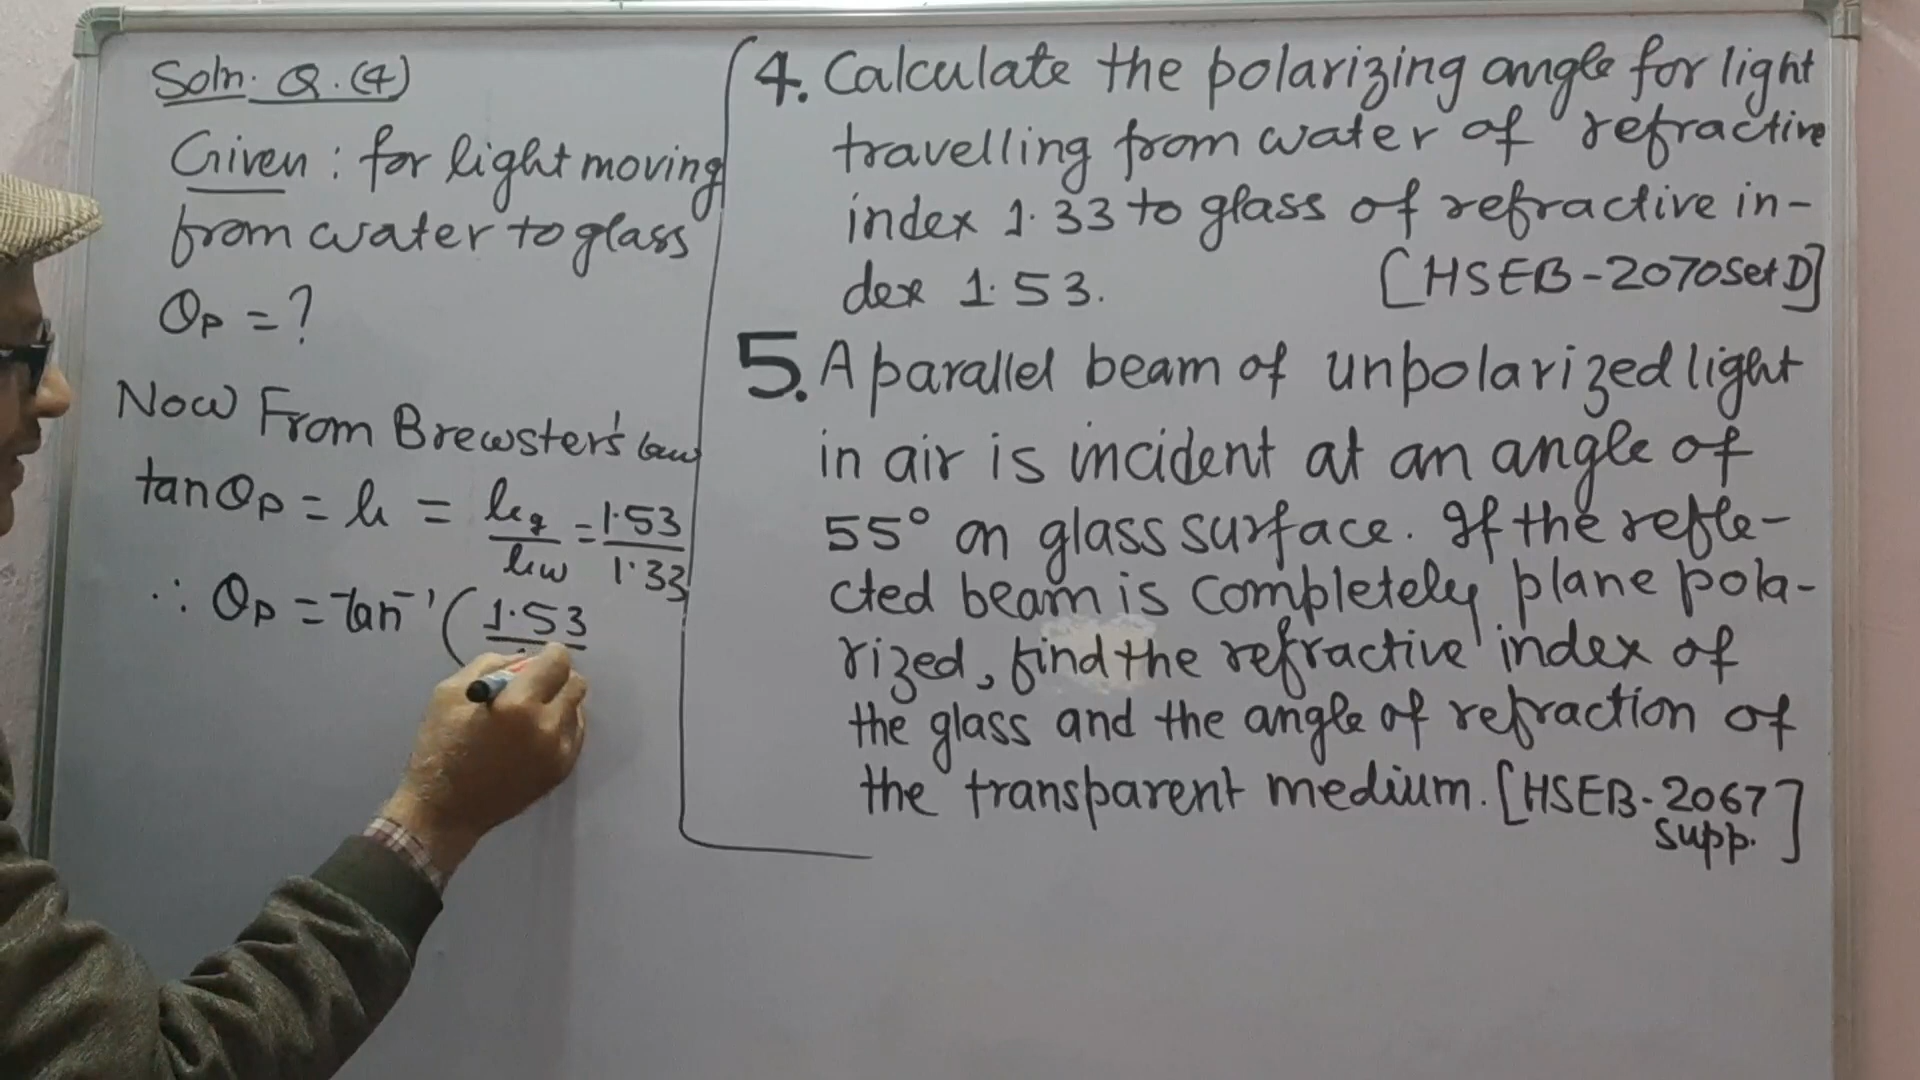 Soln. Q. (4)
Given : for light moving
from water to glass
θp = ?
Now From Brewster's law
tanθp = μ = μg/μw = 1.53/1.33
∴ θp = tan⁻¹ ( 1.53
4. Calculate the polarizing angle for light
travelling from water of refractive
index 1.33 to glass of refractive in-
dex 1.53. [HSEB-2070 Set D]
5. A parallel beam of unpolarized light
in air is incident at an angle of
55° on glass surface. If the refle-
cted beam is completely plane pola-
rized, find the refractive index of
the glass and the angle of refraction of
the transparent medium. [HSEB-2067
supp.]